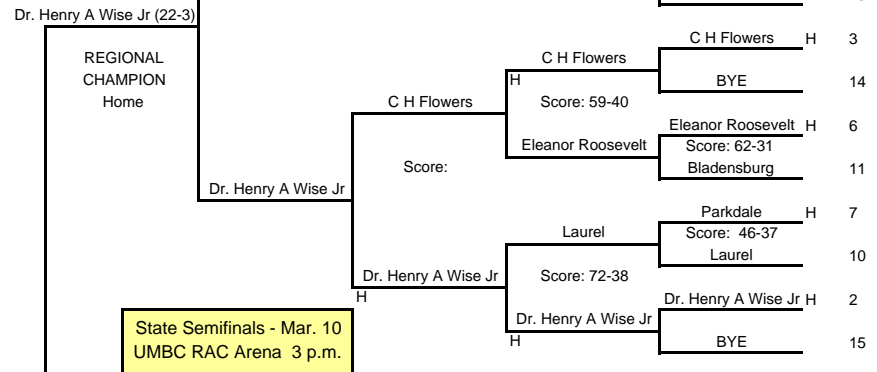 Dr. Henry A Wise Jr (22-3)
REGIONAL
CHAMPION
Home
C H Flowers H 3
C H Flowers
H
BYE 14
C H Flowers
Score: 59-40
Eleanor Roosevelt H 6
Eleanor Roosevelt
Score: 62-31
Bladensburg 11
Score:
Dr. Henry A Wise Jr
Parkdale H 7
Laurel
Score: 46-37
Laurel 10
Dr. Henry A Wise Jr
H
Score: 72-38
Dr. Henry A Wise Jr H 2
Dr. Henry A Wise Jr
H
BYE 15
State Semifinals - Mar. 10
UMBC RAC Arena 3 p.m.